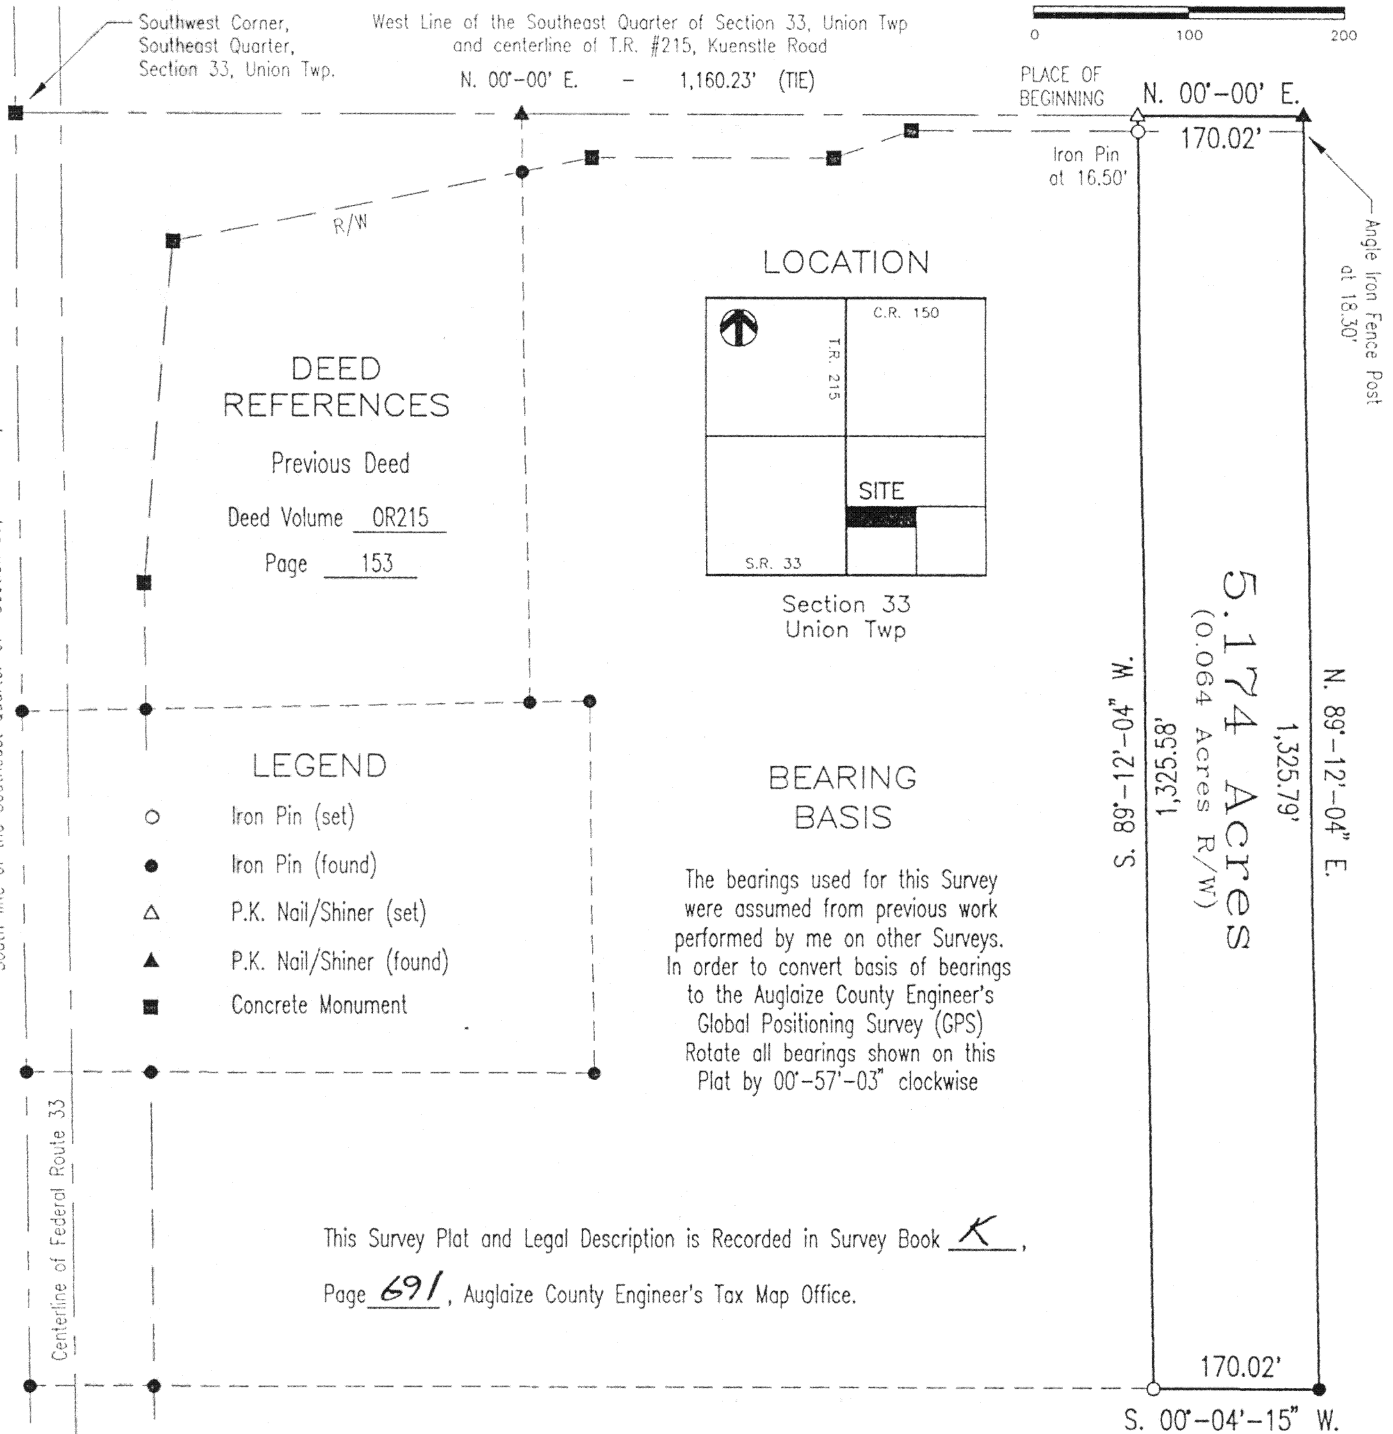 Southwest Corner,
Southeast Quarter,
Section 33, Union Twp.
West Line of the Southeast Quarter of Section 33, Union Twp
and centerline of T.R. #215, Kuenstle Road
N. 00°-00' E. - 1,160.23' (TIE)
0 100 200
PLACE OF
BEGINNING
N. 00°-00' E.
170.02'
Iron Pin
at 16.50'
Angle Iron Fence Post
at 18.30'
R/W
LOCATION
C.R. 150
T.R. 215
SITE
S.R. 33
Section 33
Union Twp
DEED
REFERENCES
Previous Deed
Deed Volume OR215
Page 153
LEGEND
Iron Pin (set)
Iron Pin (found)
P.K. Nail/Shiner (set)
P.K. Nail/Shiner (found)
Concrete Monument
BEARING
BASIS
The bearings used for this Survey
were assumed from previous work
performed by me on other Surveys.
In order to convert basis of bearings
to the Auglaize County Engineer's
Global Positioning Survey (GPS)
Rotate all bearings shown on this
Plat by 00°-57'-03" clockwise
S. 89°-12'-04" W.
1,325.58'
5.174 Acres
(0.064 Acres R/W)
1,325.79'
N. 89°-12'-04" E.
South line of the Southeast Quarter of
Centerline of Federal Route 33
This Survey Plat and Legal Description is Recorded in Survey Book K,
Page 691, Auglaize County Engineer's Tax Map Office.
170.02'
S. 00°-04'-15" W.